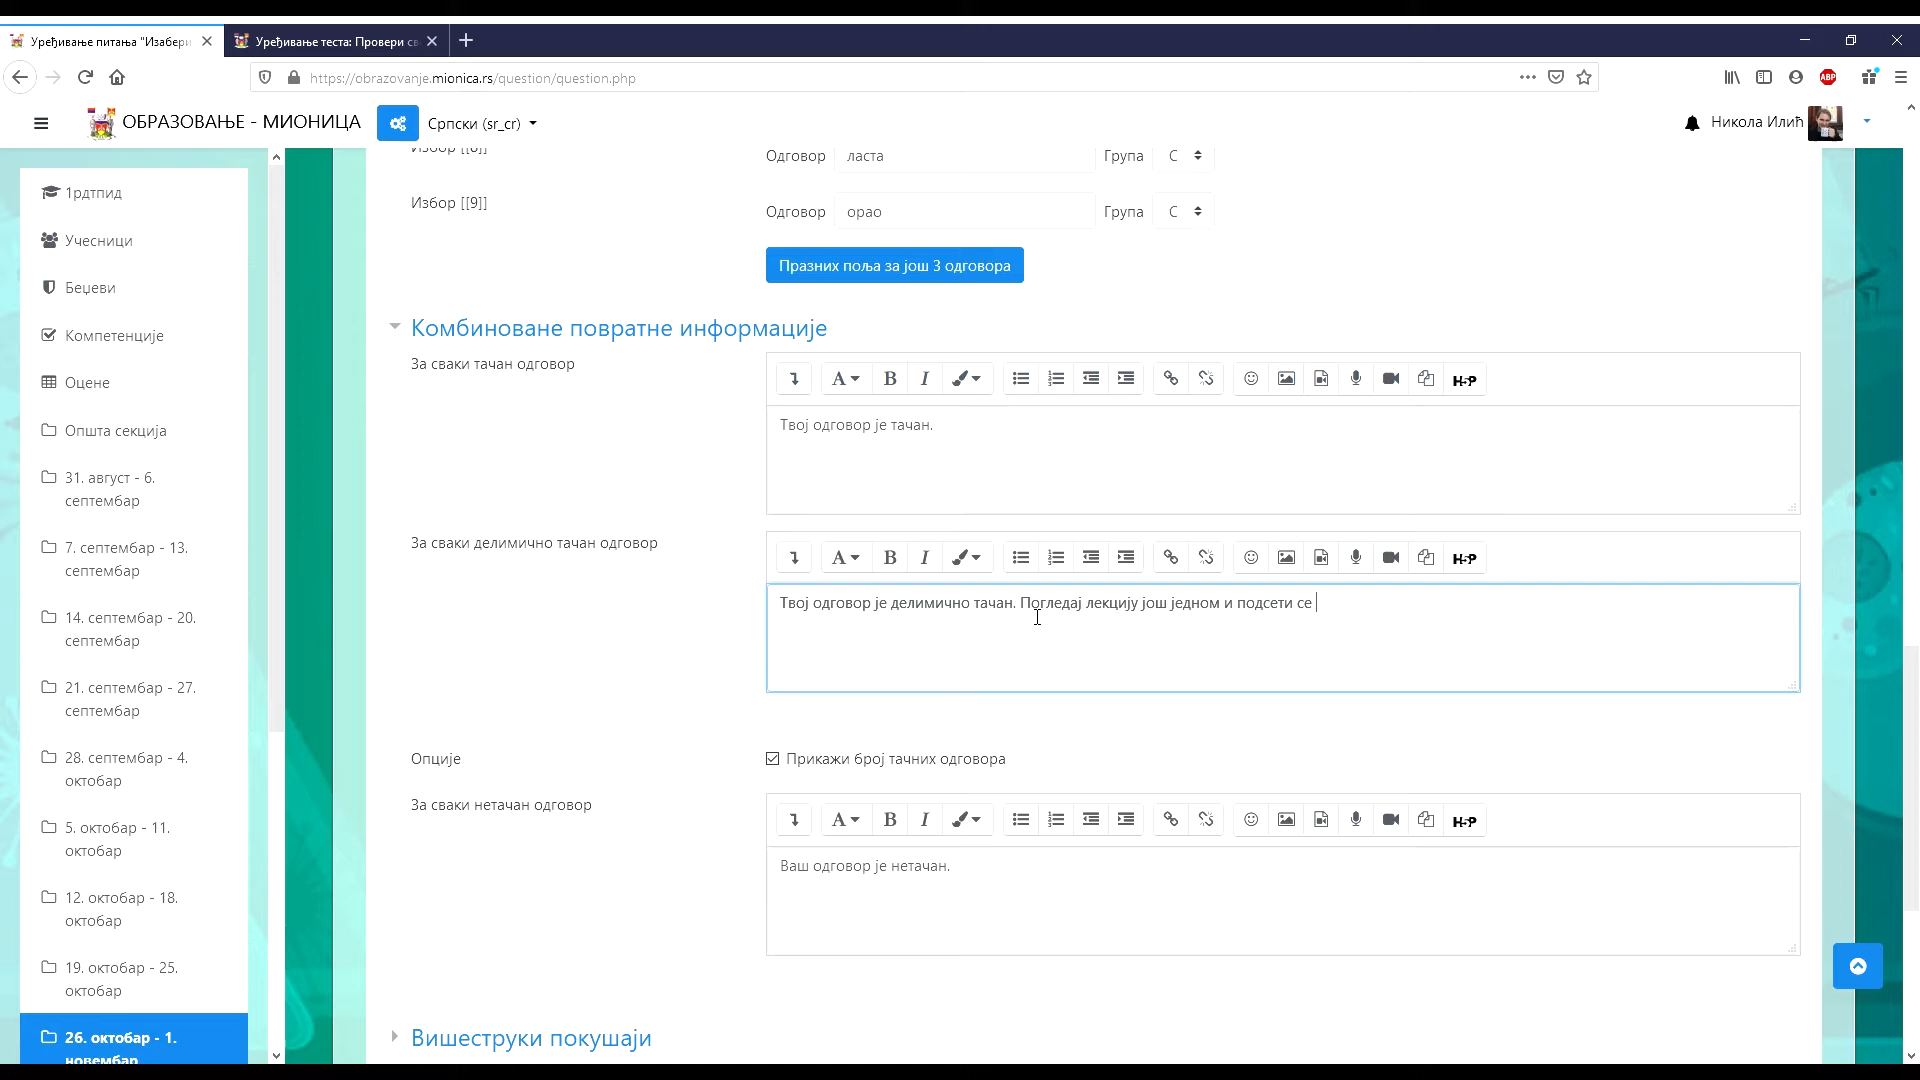 Уређивање питања "Изабери
Уређивање теста: Провери св
https://obrazovanje.mionica.rs/question/question.php
ABP
ОБРАЗОВАЊЕ - МИОНИЦА
Српски (sr_cr)
Никола Илић
1рдтпид
Учесници
Беџеви
Компетенције
Оцене
Општа секција
31. август - 6.
септембар
7. септембар - 13.
септембар
14. септембар - 20.
септембар
21. септембар - 27.
септембар
28. септембар - 4.
октобар
5. октобар - 11.
октобар
12. октобар - 18.
октобар
19. октобар - 25.
октобар
26. октобар - 1.
новембар
Избор [[8]]
Одговор ласта Група C
Избор [[9]]
Одговор орао Група C
Празних поља за још 3 одговора
Комбиноване повратне информације
За сваки тачан одговор
A B I H-P
Твој одговор је тачан.
За сваки делимично тачан одговор
A B I H-P
Твој одговор је делимично тачан. Погледај лекцију још једном и подсети се
Опције
Прикажи број тачних одговора
За сваки нетачан одговор
A B I H-P
Ваш одговор је нетачан.
Вишеструки покушаји